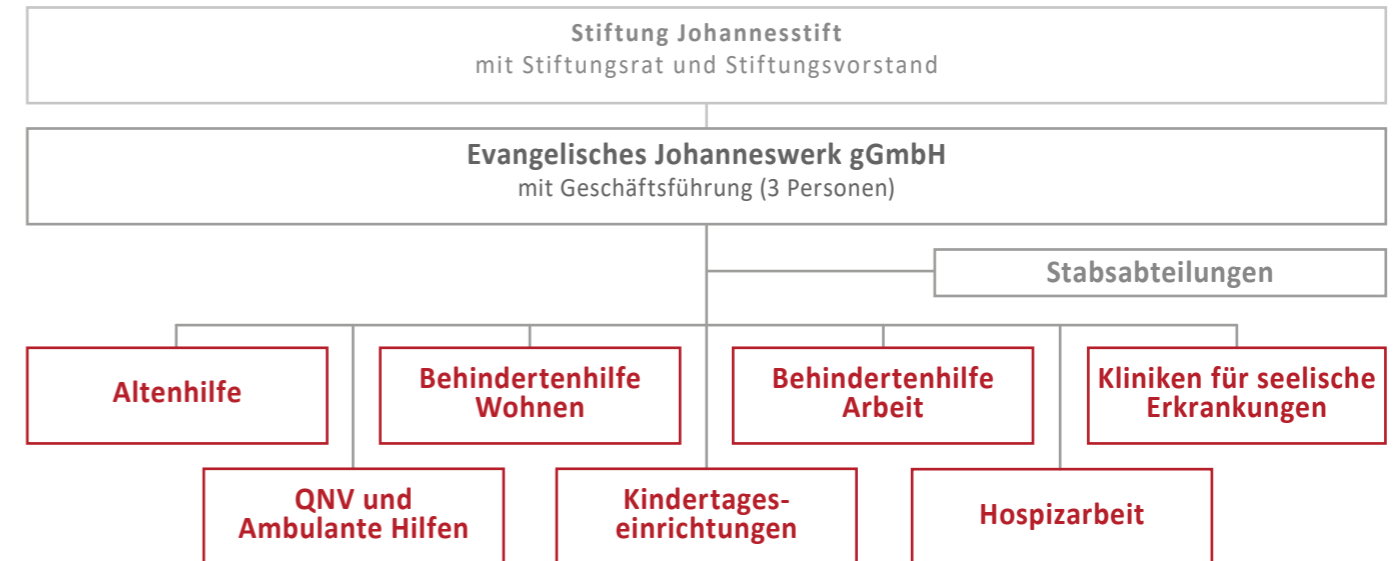 Stiftung Johannesstift
mit Stiftungsrat und Stiftungsvorstand
Evangelisches Johanneswerk gGmbH
mit Geschäftsführung (3 Personen)
Stabsabteilungen
Altenhilfe
Behindertenhilfe
Wohnen
Behindertenhilfe
Arbeit
Kliniken für seelische
Erkrankungen
QNV und
Ambulante Hilfen
Kindertages-
einrichtungen
Hospizarbeit